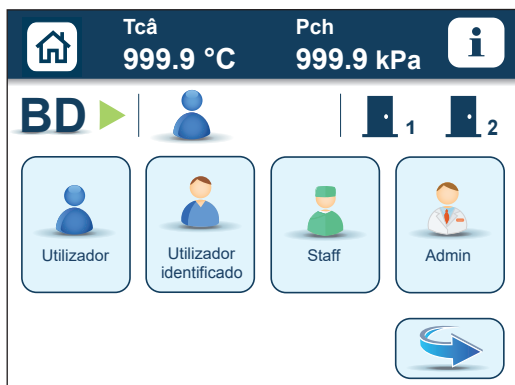 Tcâ Pch
999.9 °C 999.9 kPa i
BD 1 2
Utilizador
Utilizador
identificado
Staff
Admin